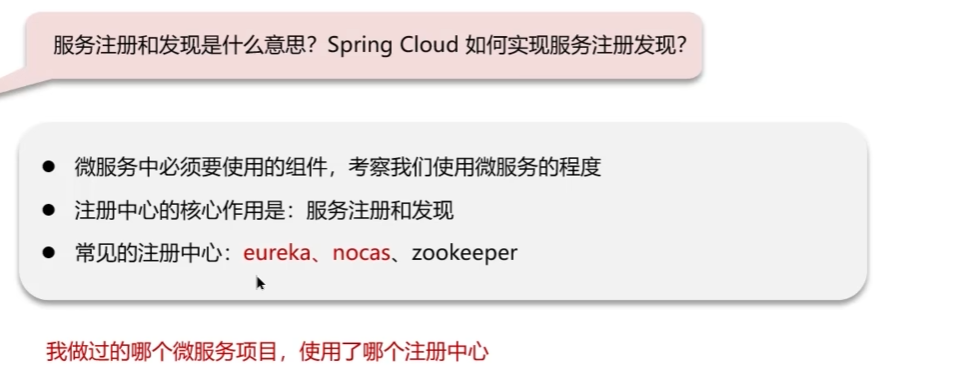 服务注册和发现是什么意思？Spring Cloud 如何实现服务注册发现？
● 微服务中必须要使用的组件，考察我们使用微服务的程度
● 注册中心的核心作用是：服务注册和发现
● 常见的注册中心：eureka、nocas、zookeeper
我做过的哪个微服务项目，使用了哪个注册中心